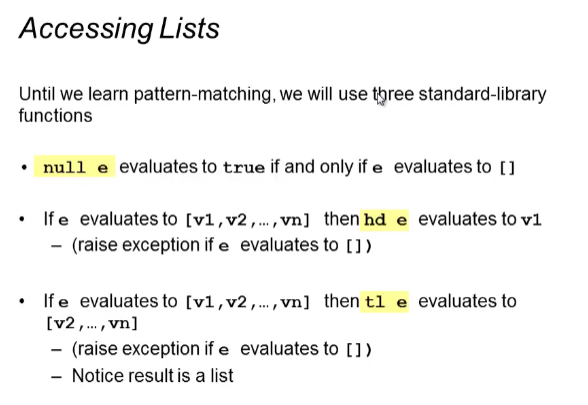 Accessing Lists
Until we learn pattern-matching, we will use three standard-library
functions
• null e evaluates to true if and only if e evaluates to []
• If e evaluates to [v1,v2,…,vn] then hd e evaluates to v1
– (raise exception if e evaluates to [])
• If e evaluates to [v1,v2,…,vn] then tl e evaluates to
[v2,…,vn]
– (raise exception if e evaluates to [])
– Notice result is a list